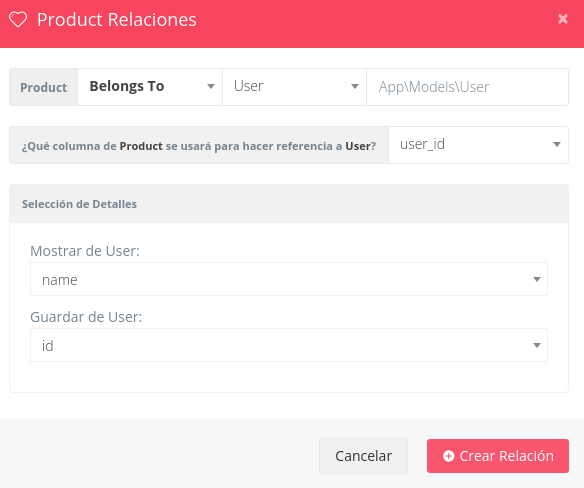 Product Relaciones ×
Product Belongs To User App\Models\User
¿Qué columna de Product se usará para hacer referencia a User? user_id
Selección de Detalles
Mostrar de User:
name
Guardar de User:
id
Cancelar Crear Relación